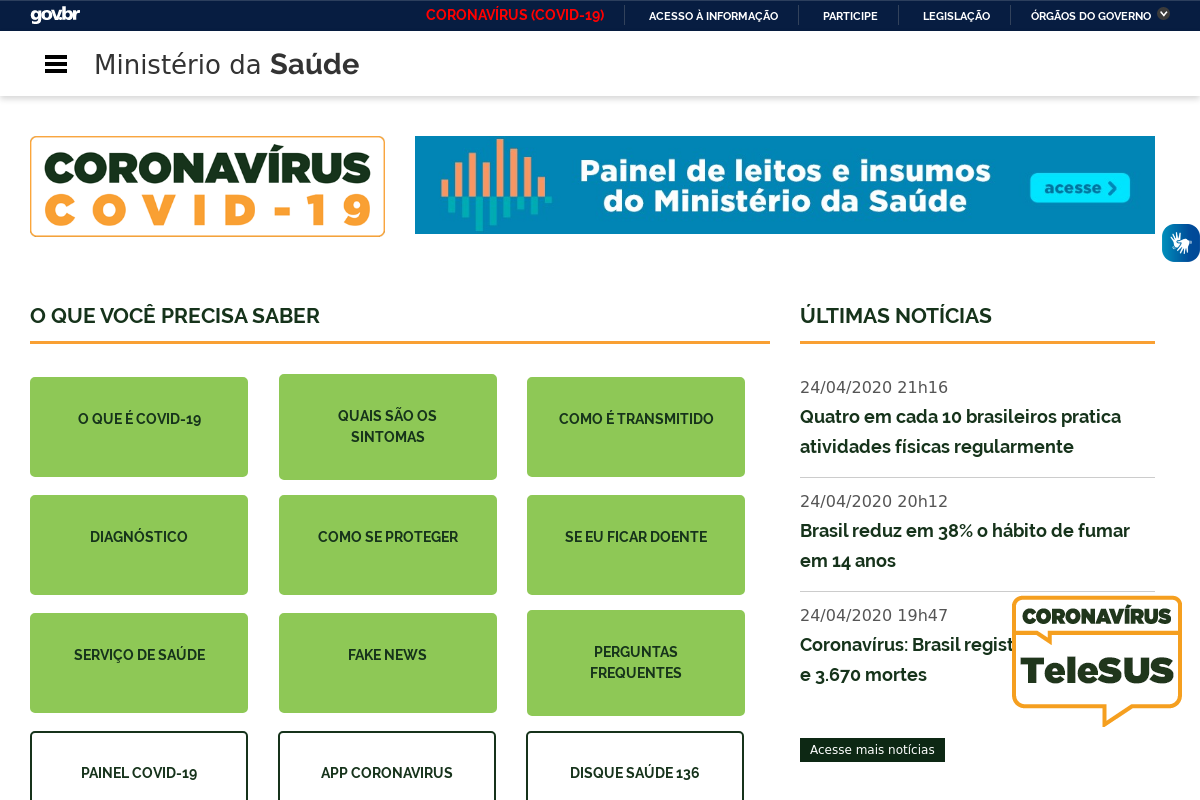 gov.br
CORONAVÍRUS (COVID-19)
ACESSO À INFORMAÇÃO
PARTICIPE
LEGISLAÇÃO
ÓRGÃOS DO GOVERNO
Ministério da Saúde
CORONAVÍRUS
COVID-19
Painel de leitos e insumos
do Ministério da Saúde
acesse
O QUE VOCÊ PRECISA SABER
O QUE É COVID-19
QUAIS SÃO OS
SINTOMAS
COMO É TRANSMITIDO
DIAGNÓSTICO
COMO SE PROTEGER
SE EU FICAR DOENTE
SERVIÇO DE SAÚDE
FAKE NEWS
PERGUNTAS
FREQUENTES
PAINEL COVID-19
APP CORONAVIRUS
DISQUE SAÚDE 136
ÚLTIMAS NOTÍCIAS
24/04/2020 21h16
Quatro em cada 10 brasileiros pratica
atividades físicas regularmente
24/04/2020 20h12
Brasil reduz em 38% o hábito de fumar
em 14 anos
24/04/2020 19h47
Coronavírus: Brasil regist
e 3.670 mortes
CORONAVÍRUS
TeleSUS
Acesse mais notícias